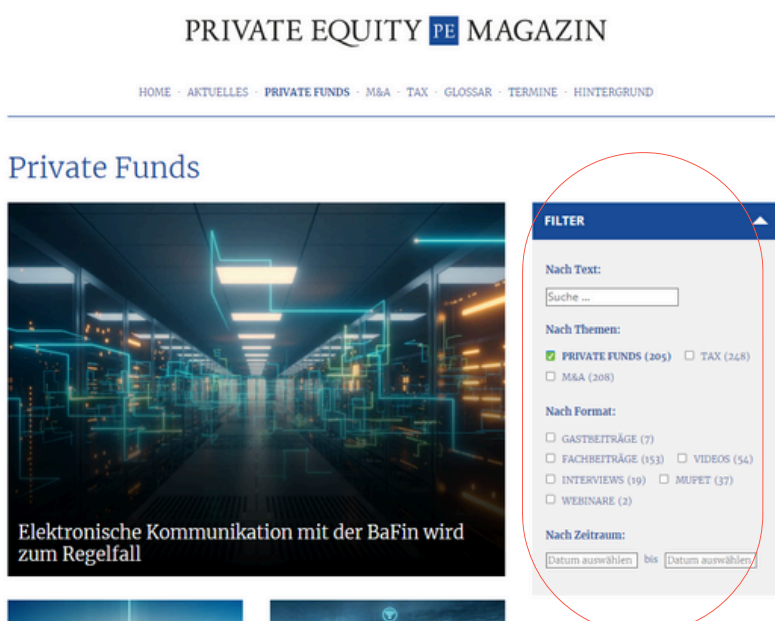 PRIVATE EQUITY PE MAGAZIN
HOME · AKTUELLES · PRIVATE FUNDS · M&A · TAX · GLOSSAR · TERMINE · HINTERGRUND
Private Funds
Elektronische Kommunikation mit der BaFin wird
zum Regelfall
FILTER
Nach Text:
Suche ...
Nach Themen:
PRIVATE FUNDS (205) TAX (248)
M&A (208)
Nach Format:
GASTBEITRÄGE (7)
FACHBEITRÄGE (153) VIDEOS (54)
INTERVIEWS (19) MUPET (37)
WEBINARE (2)
Nach Zeitraum:
Datum auswählen bis Datum auswählen